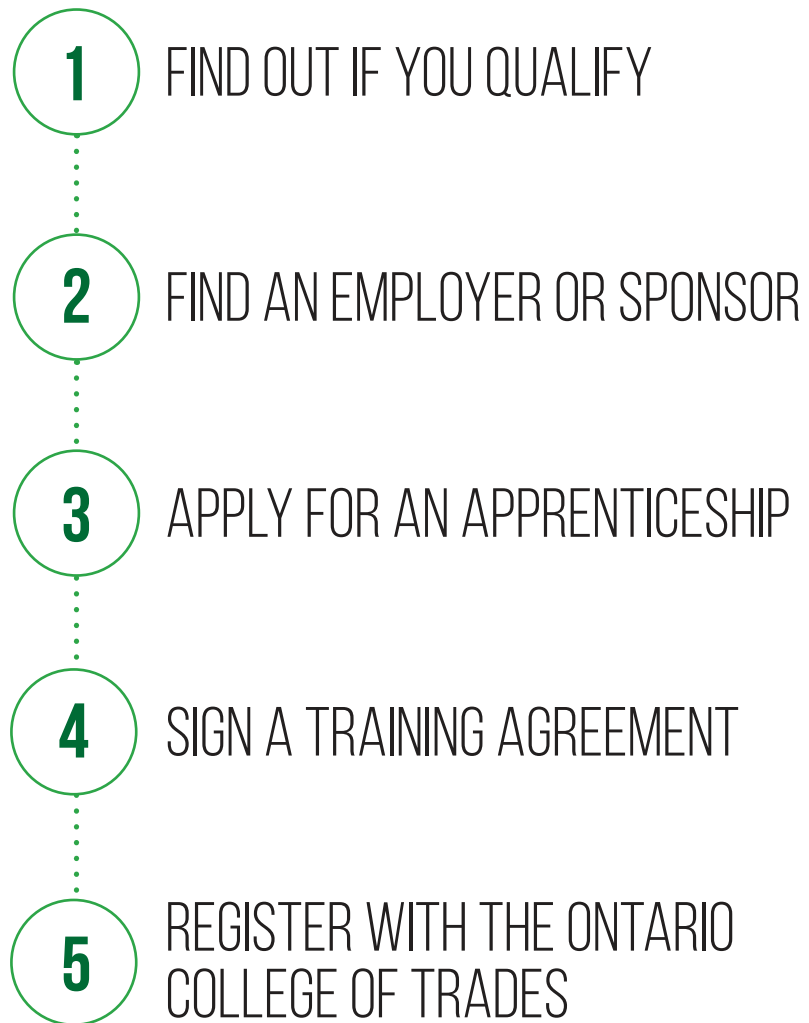 1 FIND OUT IF YOU QUALIFY
2 FIND AN EMPLOYER OR SPONSOR
3 APPLY FOR AN APPRENTICESHIP
4 SIGN A TRAINING AGREEMENT
5 REGISTER WITH THE ONTARIO
COLLEGE OF TRADES